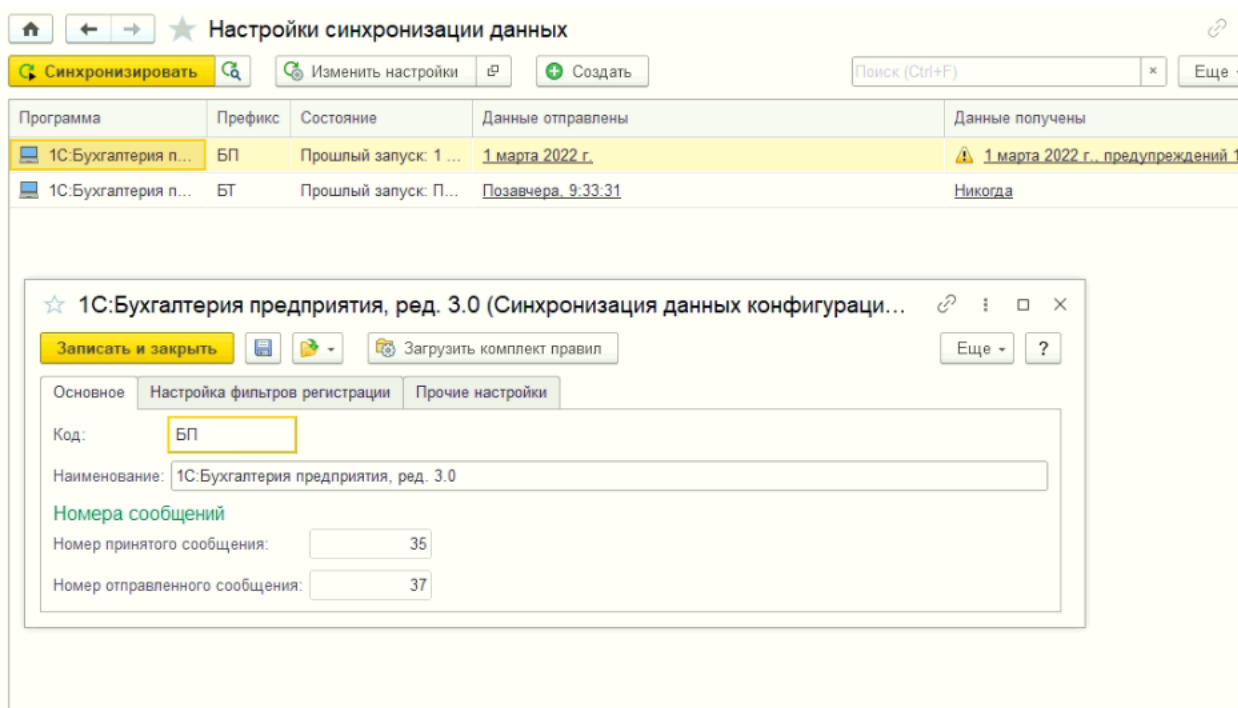 Настройки синхронизации данных
Синхронизировать Изменить настройки Создать Поиск (Ctrl+F) × Еще
Программа Префикс Состояние Данные отправлены Данные получены
1С:Бухгалтерия п... БП Прошлый запуск: 1 ... 1 марта 2022 г. 1 марта 2022 г., предупреждений 1
1С:Бухгалтерия п... БТ Прошлый запуск: П... Позавчера, 9:33:31 Никогда
1С:Бухгалтерия предприятия, ред. 3.0 (Синхронизация данных конфигураци...
Записать и закрыть Загрузить комплект правил Еще ?
Основное Настройка фильтров регистрации Прочие настройки
Код: БП
Наименование: 1С:Бухгалтерия предприятия, ред. 3.0
Номера сообщений
Номер принятого сообщения: 35
Номер отправленного сообщения: 37